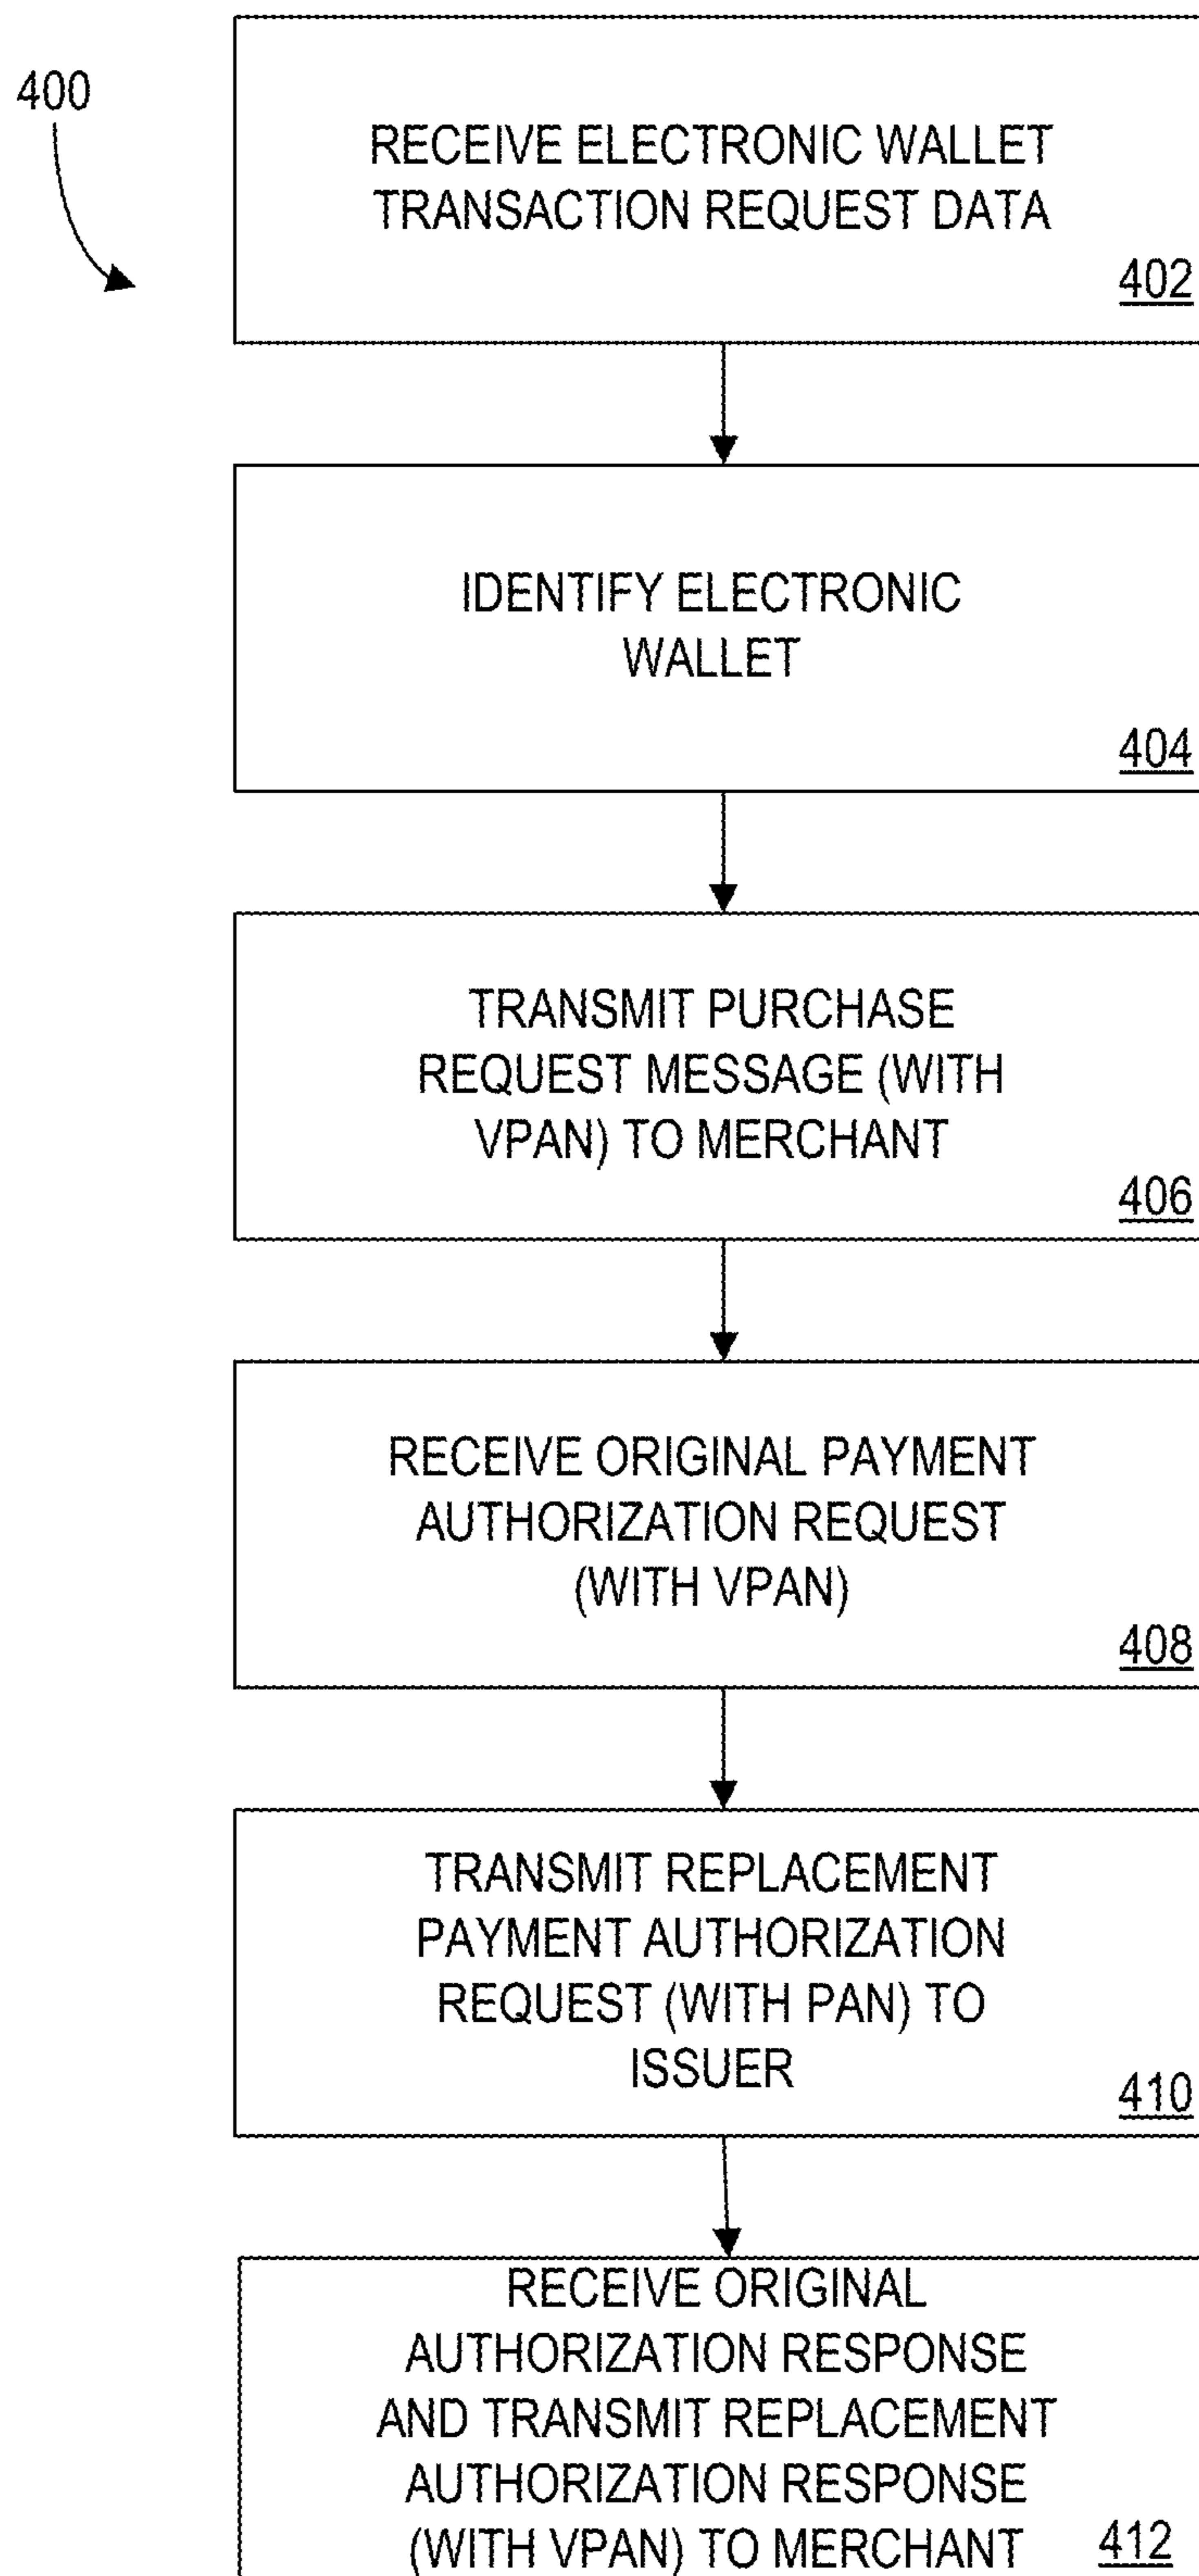 400
RECEIVE ELECTRONIC WALLET
TRANSACTION REQUEST DATA
402
IDENTIFY ELECTRONIC
WALLET
404
TRANSMIT PURCHASE
REQUEST MESSAGE (WITH
VPAN) TO MERCHANT
406
RECEIVE ORIGINAL PAYMENT
AUTHORIZATION REQUEST
(WITH VPAN)
408
TRANSMIT REPLACEMENT
PAYMENT AUTHORIZATION
REQUEST (WITH PAN) TO
ISSUER
410
RECEIVE ORIGINAL
AUTHORIZATION RESPONSE
AND TRANSMIT REPLACEMENT
AUTHORIZATION RESPONSE
(WITH VPAN) TO MERCHANT
412